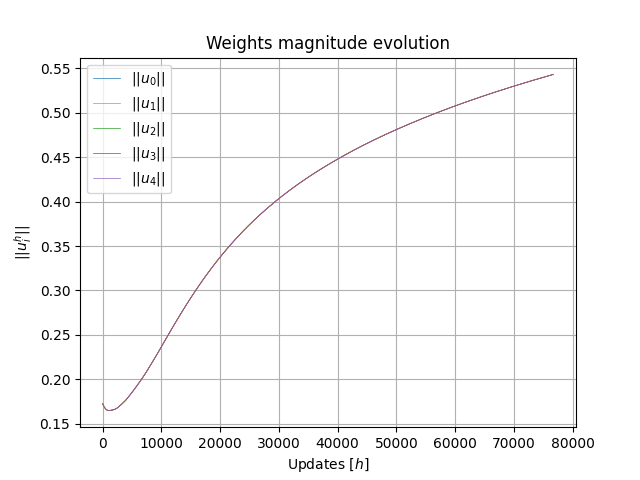 Weights magnitude evolution
||u_i^h||
0.55
0.50
0.45
0.40
0.35
0.30
0.25
0.20
0.15
||u_0||
||u_1||
||u_2||
||u_3||
||u_4||
0 10000 20000 30000 40000 50000 60000 70000 80000
Updates [h]